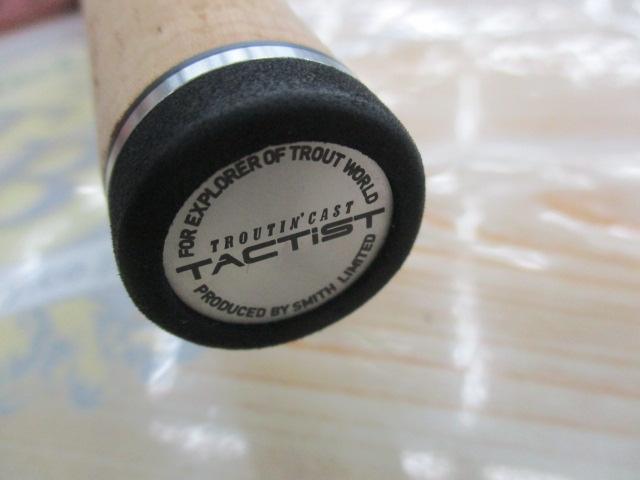 FOR EXPLORER OF TROUT WORLD
TROUTIN' CAST
TACTIST
PRODUCED BY SMITH LIMITED